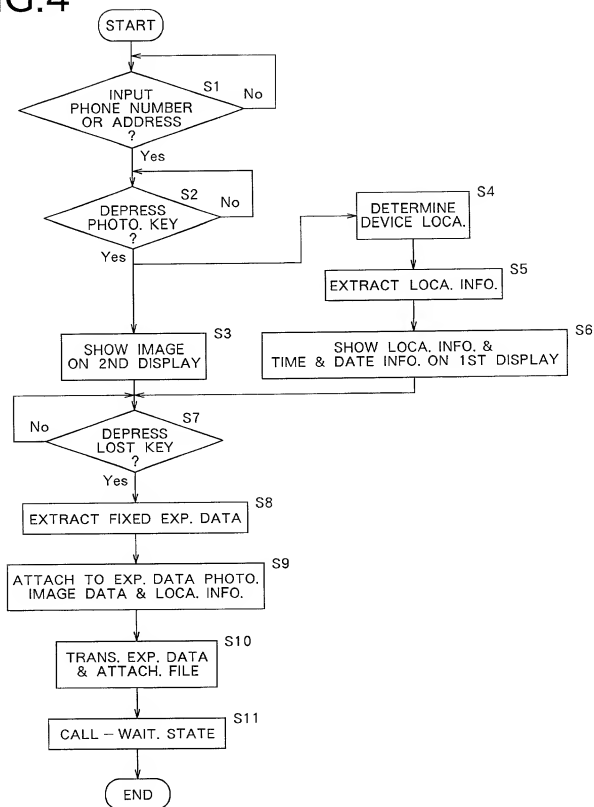 FIG.4
START
S1
No
INPUT
PHONE NUMBER
OR ADDRESS
?
Yes
S2
No
DEPRESS
PHOTO. KEY
?
Yes
S4
DETERMINE
DEVICE LOCA.
S5
EXTRACT LOCA. INFO.
S3
SHOW IMAGE
ON 2ND DISPLAY
S6
SHOW LOCA. INFO. &
TIME & DATE INFO. ON 1ST DISPLAY
S7
No
DEPRESS
LOST KEY
?
Yes
S8
EXTRACT FIXED EXP. DATA
S9
ATTACH TO EXP. DATA PHOTO.
IMAGE DATA & LOCA. INFO.
S10
TRANS. EXP. DATA
& ATTACH. FILE
S11
CALL – WAIT. STATE
END